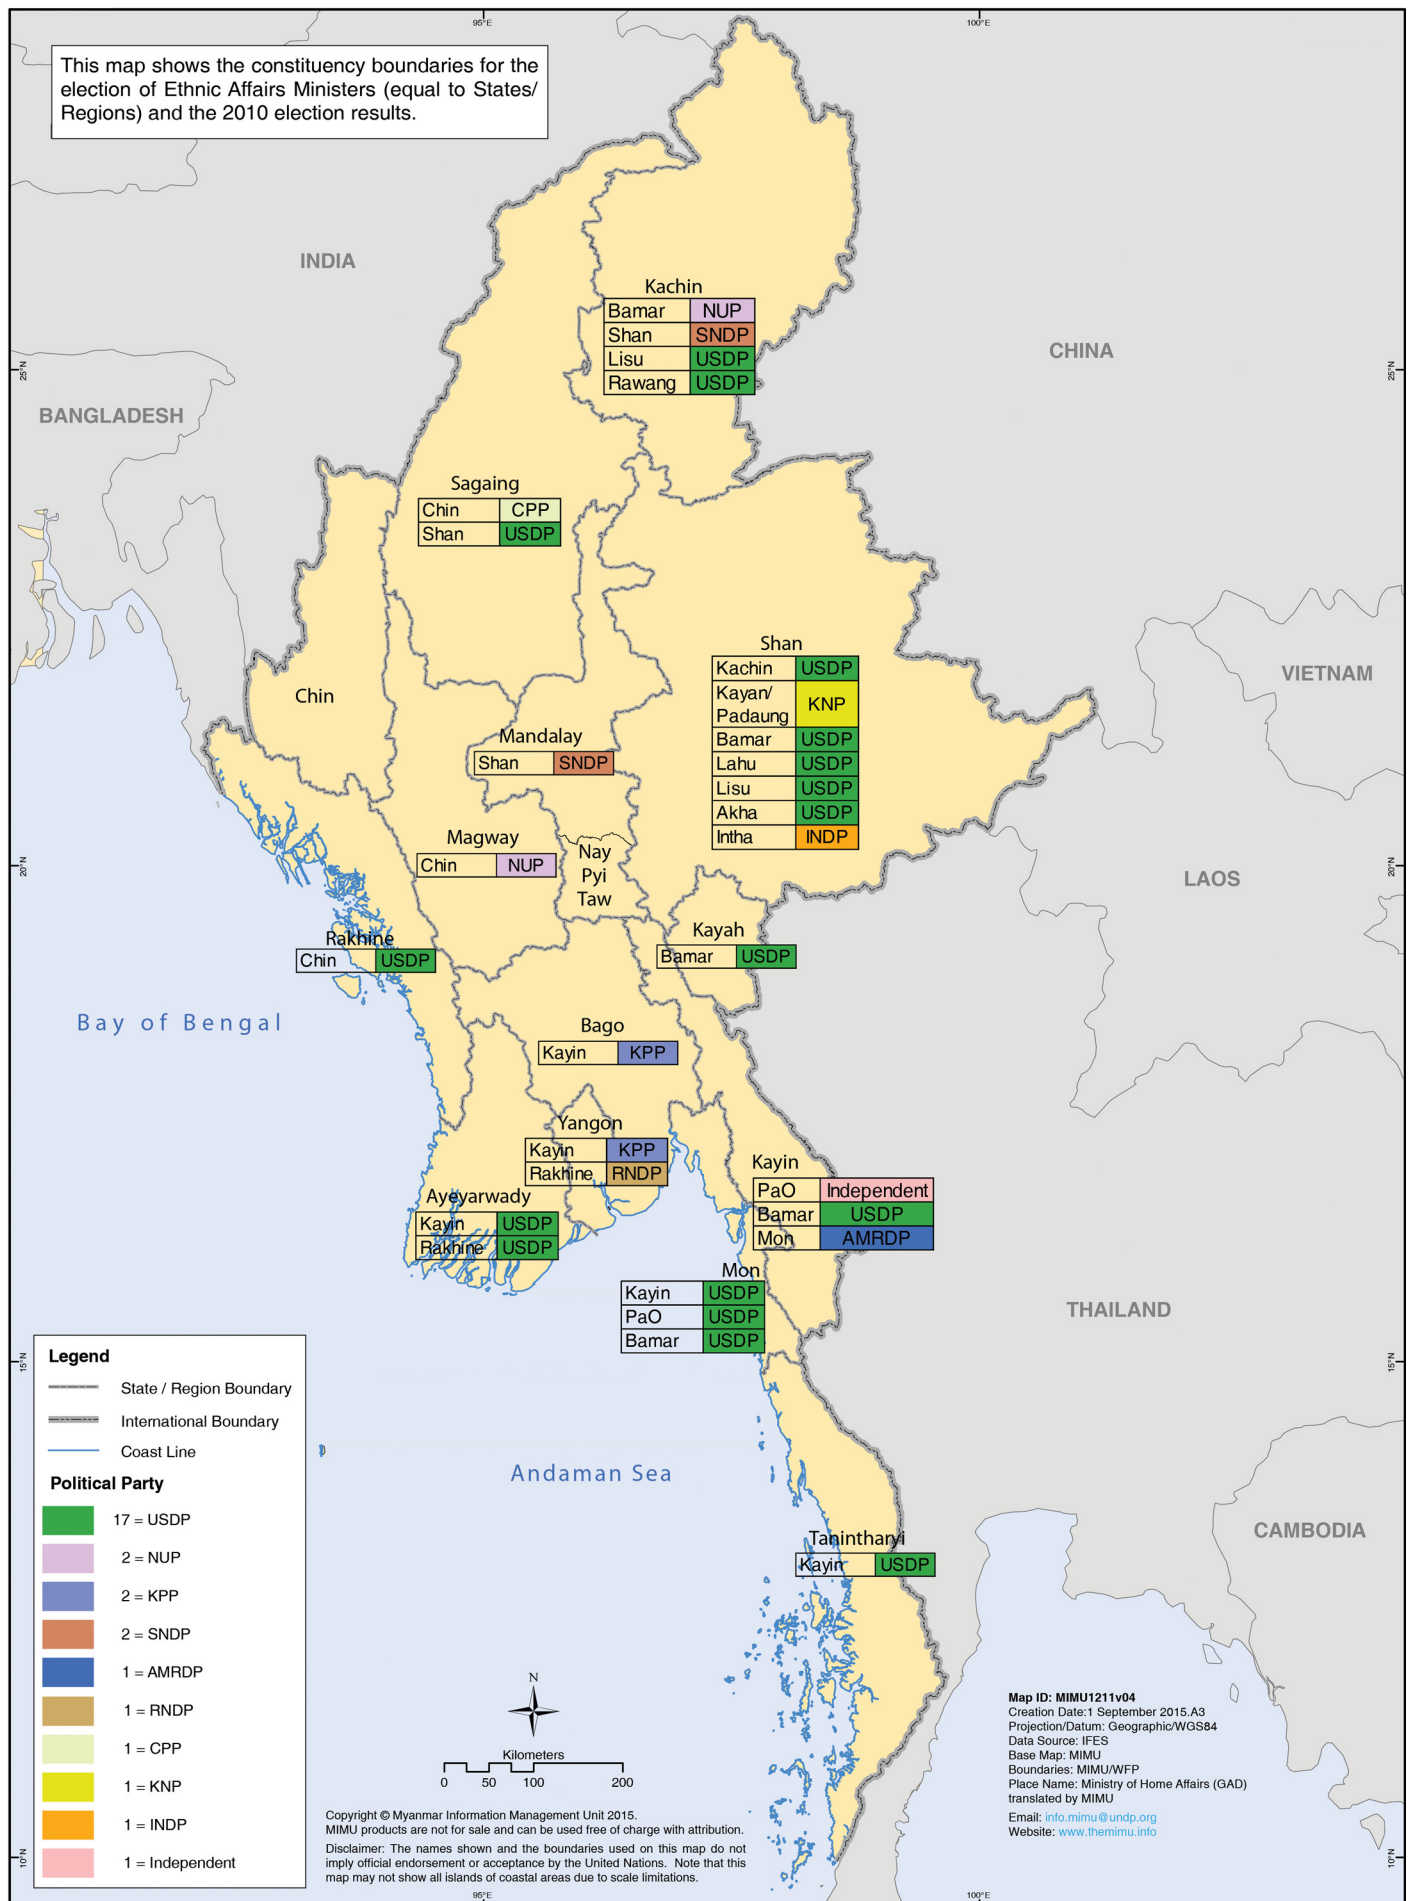 95°E
100°E
This map shows the constituency boundaries for the
election of Ethnic Affairs Ministers (equal to States/
Regions) and the 2010 election results.
INDIA
Kachin
Bamar NUP
Shan SNDP
Lisu USDP
Rawang USDP
CHINA
25°N
25°N
BANGLADESH
Sagaing
Chin CPP
Shan USDP
Shan
Kachin USDP
Kayan/
Padaung KNP
Bamar USDP
Lahu USDP
Lisu USDP
Akha USDP
Intha INDP
VIETNAM
Chin
Mandalay
Shan SNDP
Magway
Chin NUP
Nay
Pyi
Taw
20°N
20°N
LAOS
Kayah
Bamar USDP
Rakhine
Chin USDP
Bay of Bengal
Bago
Kayin KPP
Yangon
Kayin KPP
Rakhine RNDP
Kayin
PaO Independent
Bamar USDP
Mon AMRDP
Ayeyarwady
Kayin USDP
Rakhine USDP
Mon
Kayin USDP
PaO USDP
Bamar USDP
THAILAND
15°N
15°N
Legend
State / Region Boundary
International Boundary
Coast Line
Political Party
17 = USDP
2 = NUP
2 = KPP
2 = SNDP
1 = AMRDP
1 = RNDP
1 = CPP
1 = KNP
1 = INDP
1 = Independent
Andaman Sea
Tanintharyi
Kayin USDP
CAMBODIA
N
Kilometers
0 50 100 200
Copyright © Myanmar Information Management Unit 2015.
MIMU products are not for sale and can be used free of charge with attribution.
Disclaimer: The names shown and the boundaries used on this map do not
imply official endorsement or acceptance by the United Nations. Note that this
map may not show all islands of coastal areas due to scale limitations.
Map ID: MIMU1211v04
Creation Date:1 September 2015.A3
Projection/Datum: Geographic/WGS84
Data Source: IFES
Base Map: MIMU
Boundaries: MIMU/WFP
Place Name: Ministry of Home Affairs (GAD)
translated by MIMU
Email: info.mimu@undp.org
Website: www.themimu.info
10°N
10°N
95°E
100°E